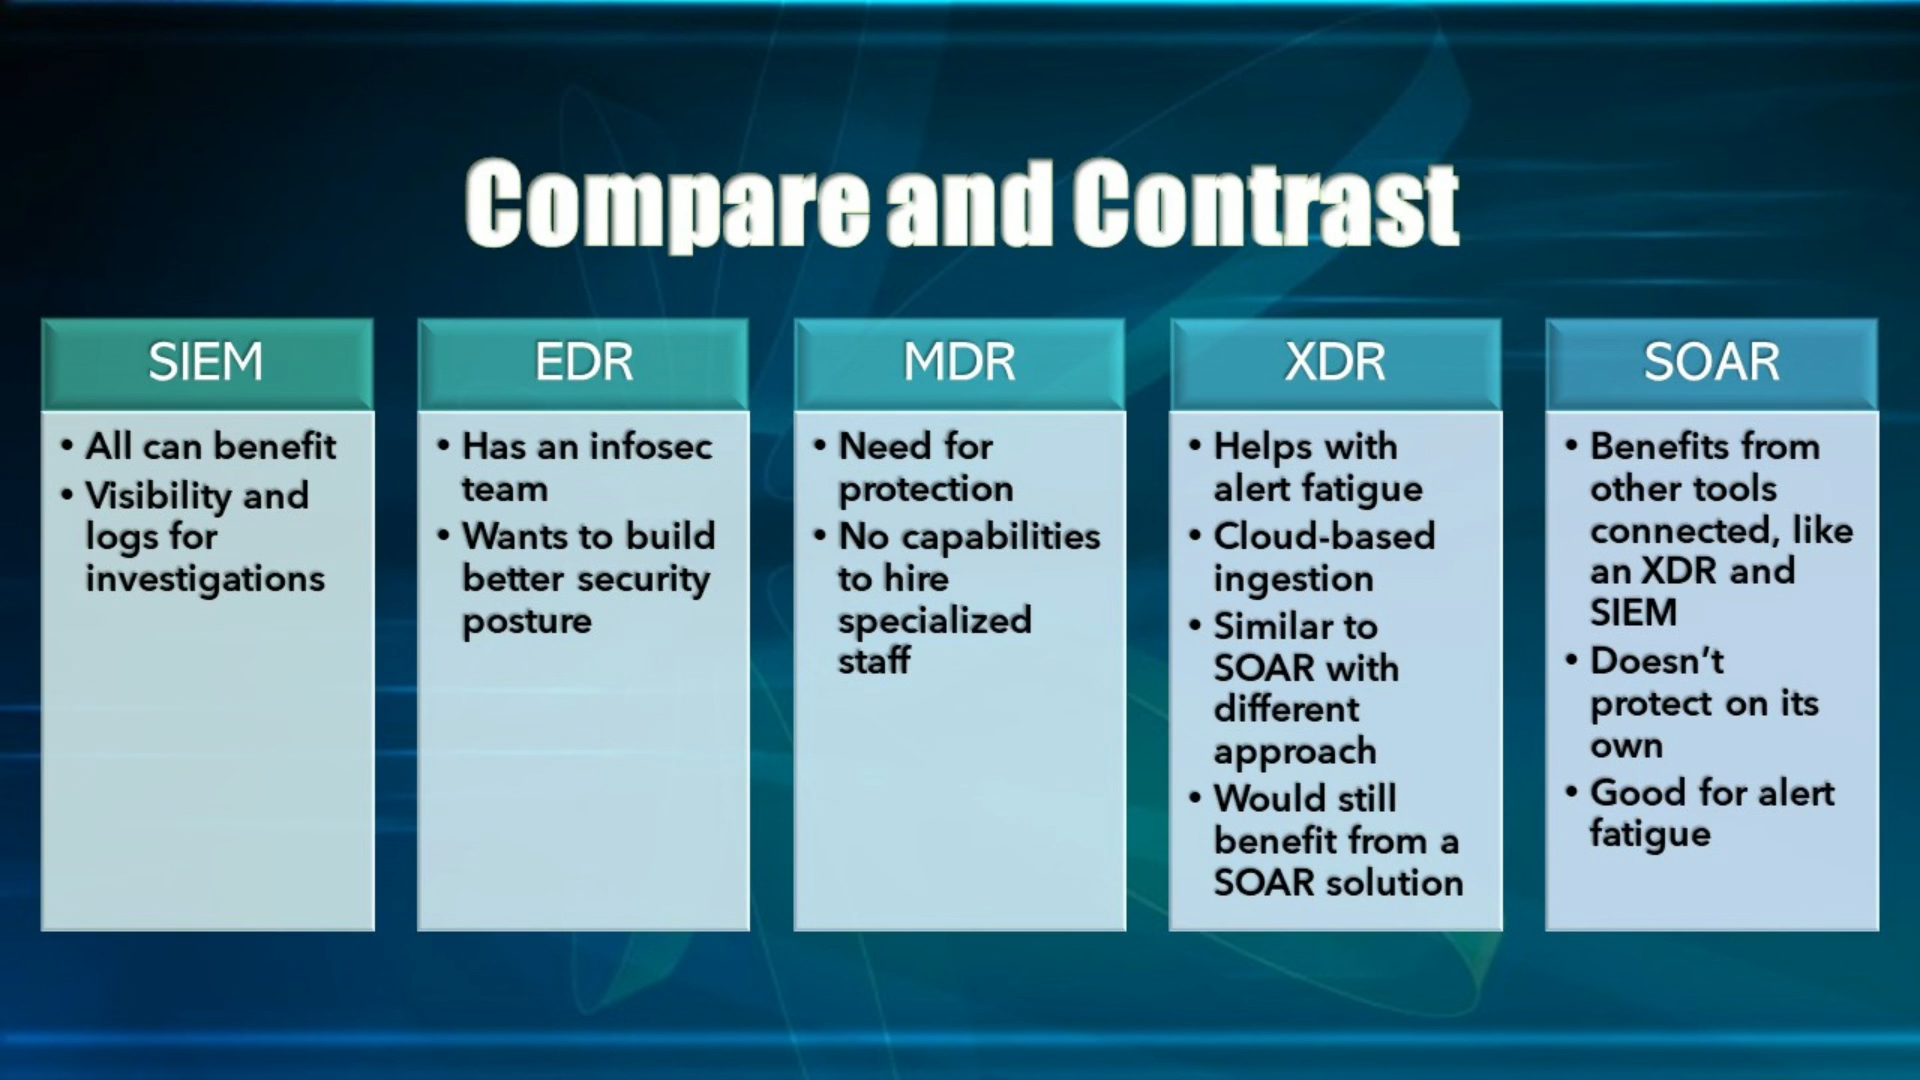 Compare and Contrast
SIEM
• All can benefit
• Visibility and
logs for
investigations
EDR
• Has an infosec
team
• Wants to build
better security
posture
MDR
• Need for
protection
• No capabilities
to hire
specialized
staff
XDR
• Helps with
alert fatigue
• Cloud-based
ingestion
• Similar to
SOAR with
different
approach
• Would still
benefit from a
SOAR solution
SOAR
• Benefits from
other tools
connected, like
an XDR and
SIEM
• Doesn’t
protect on its
own
• Good for alert
fatigue